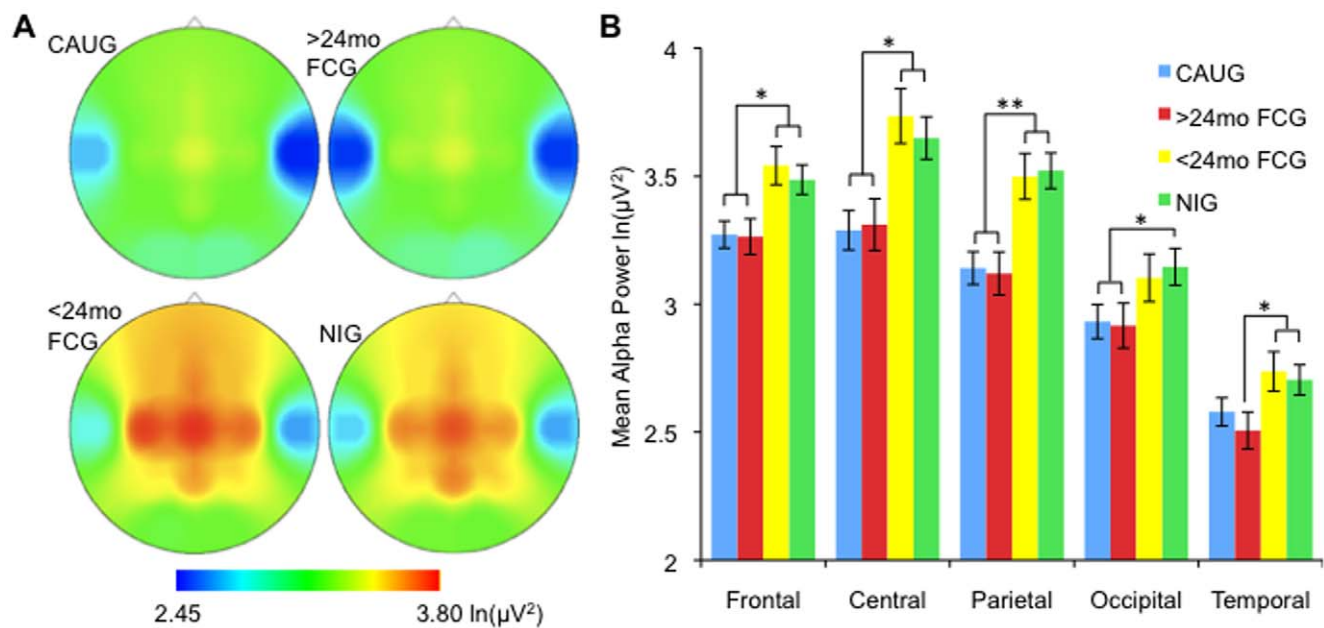 A
CAUG
>24mo
FCG
<24mo
FCG
NIG
2.45
3.80 ln(μV²)
B
Mean Alpha Power ln(μV²)
4
3.5
3
2.5
2
*
*
**
*
*
CAUG
>24mo FCG
<24mo FCG
NIG
Frontal
Central
Parietal
Occipital
Temporal